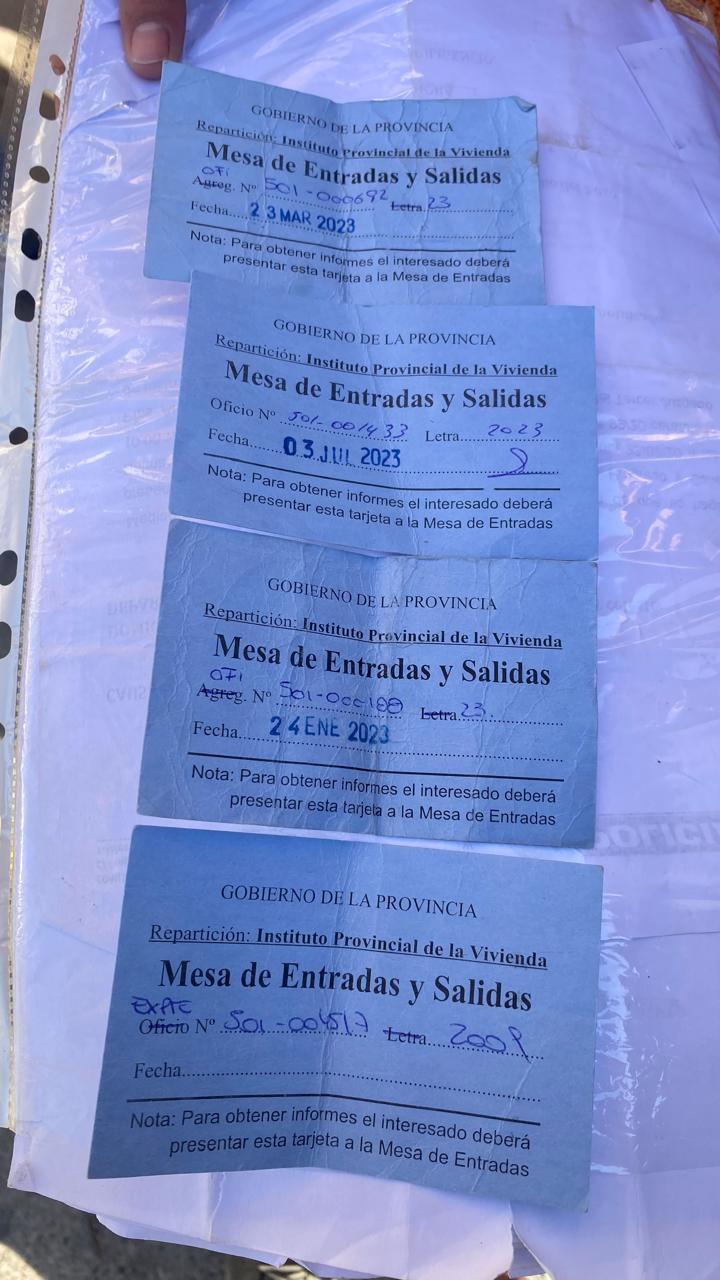 GOBIERNO DE LA PROVINCIA
Repartición: Instituto Provincial de la Vivienda
Mesa de Entradas y Salidas
OFI
Agreg. Nº 501-000692 Letra 23
Fecha 23 MAR 2023
Nota: Para obtener informes el interesado deberá
presentar esta tarjeta a la Mesa de Entradas
GOBIERNO DE LA PROVINCIA
Repartición: Instituto Provincial de la Vivienda
Mesa de Entradas y Salidas
Oficio Nº 501-001433 Letra 2023
Fecha 03 JUL 2023
Nota: Para obtener informes el interesado deberá
presentar esta tarjeta a la Mesa de Entradas
GOBIERNO DE LA PROVINCIA
Repartición: Instituto Provincial de la Vivienda
Mesa de Entradas y Salidas
OFI
Agreg. Nº 501-000188 Letra 23.
Fecha 24 ENE 2023
Nota: Para obtener informes el interesado deberá
presentar esta tarjeta a la Mesa de Entradas
GOBIERNO DE LA PROVINCIA
Repartición: Instituto Provincial de la Vivienda
Mesa de Entradas y Salidas
EXPTE
Oficio Nº 501-004517 Letra 2009
Fecha
Nota: Para obtener informes el interesado deberá
presentar esta tarjeta a la Mesa de Entradas